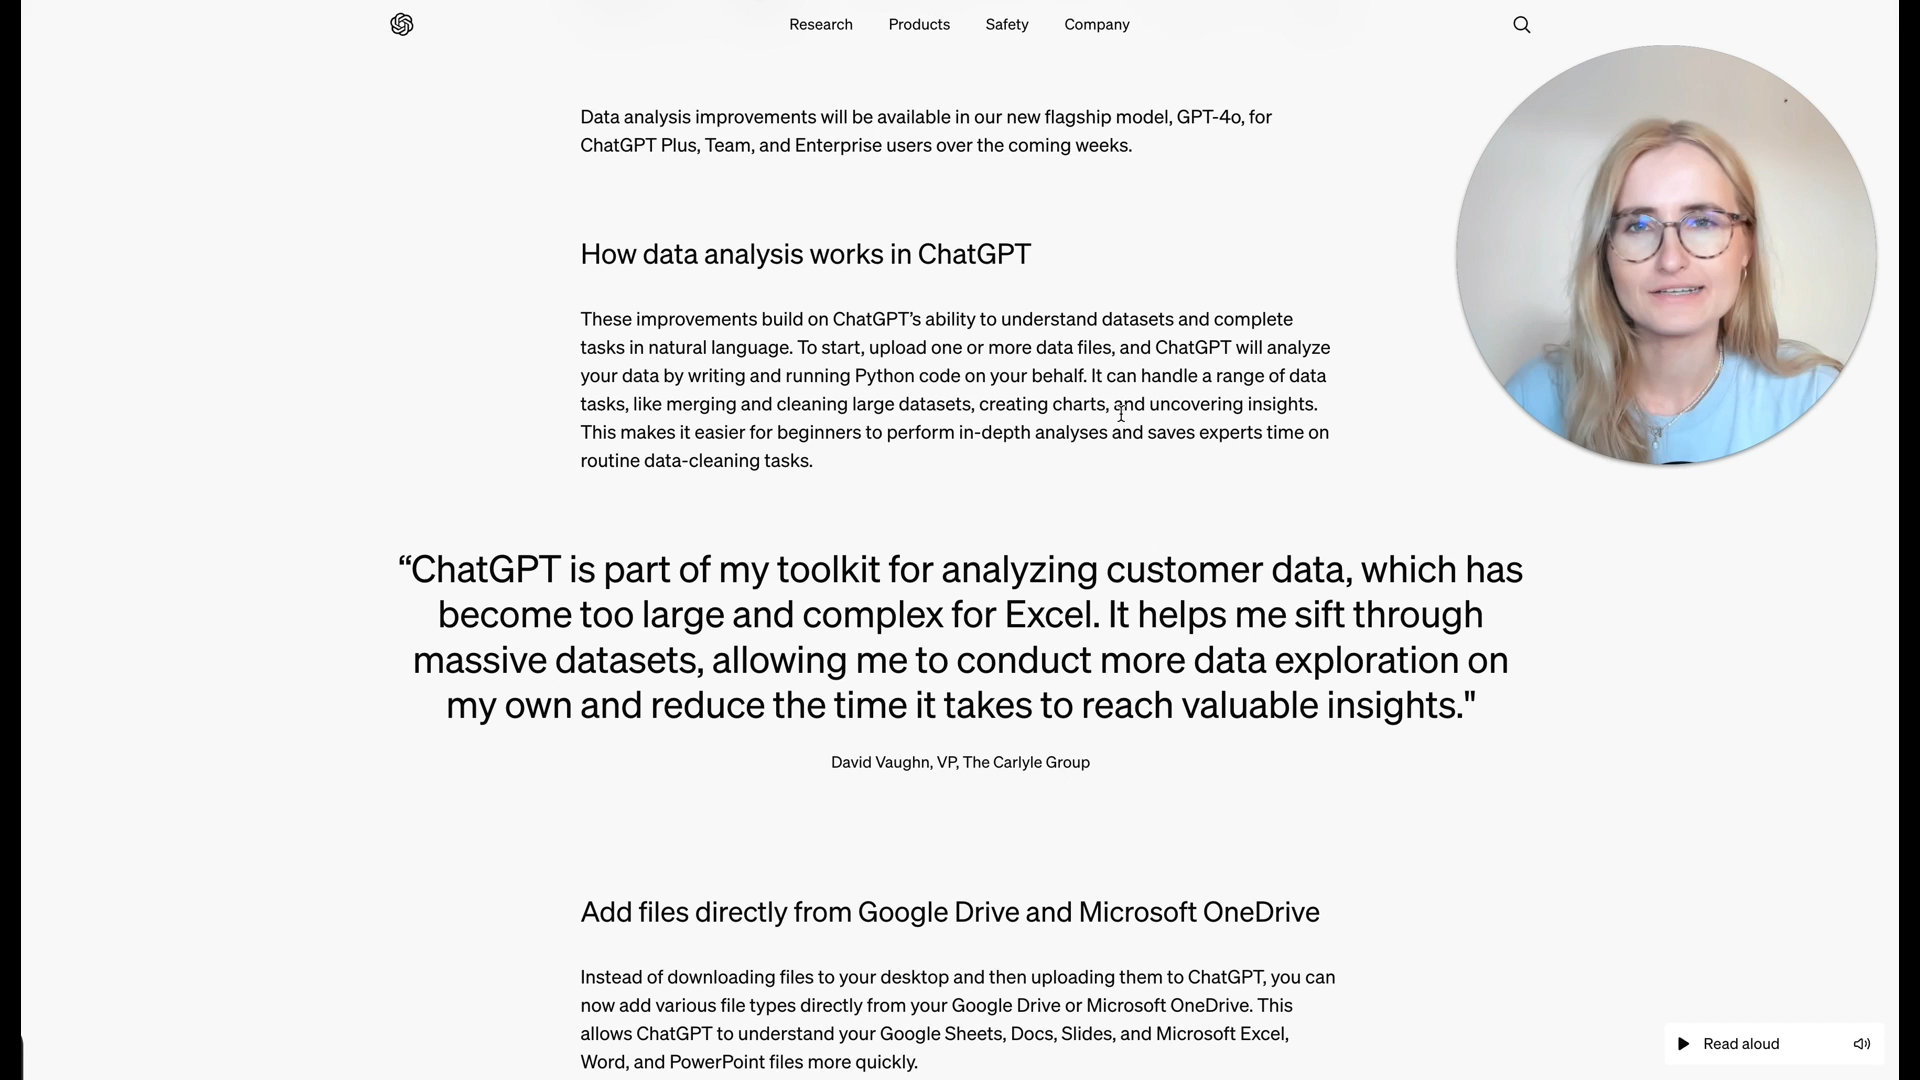 Research Products Safety Company
Data analysis improvements will be available in our new flagship model, GPT-4o, for
ChatGPT Plus, Team, and Enterprise users over the coming weeks.
How data analysis works in ChatGPT
These improvements build on ChatGPT’s ability to understand datasets and complete
tasks in natural language. To start, upload one or more data files, and ChatGPT will analyze
your data by writing and running Python code on your behalf. It can handle a range of data
tasks, like merging and cleaning large datasets, creating charts, and uncovering insights.
This makes it easier for beginners to perform in-depth analyses and saves experts time on
routine data-cleaning tasks.
“ChatGPT is part of my toolkit for analyzing customer data, which has
become too large and complex for Excel. It helps me sift through
massive datasets, allowing me to conduct more data exploration on
my own and reduce the time it takes to reach valuable insights."
David Vaughn, VP, The Carlyle Group
Add files directly from Google Drive and Microsoft OneDrive
Instead of downloading files to your desktop and then uploading them to ChatGPT, you can
now add various file types directly from your Google Drive or Microsoft OneDrive. This
allows ChatGPT to understand your Google Sheets, Docs, Slides, and Microsoft Excel,
Word, and PowerPoint files more quickly.
Read aloud